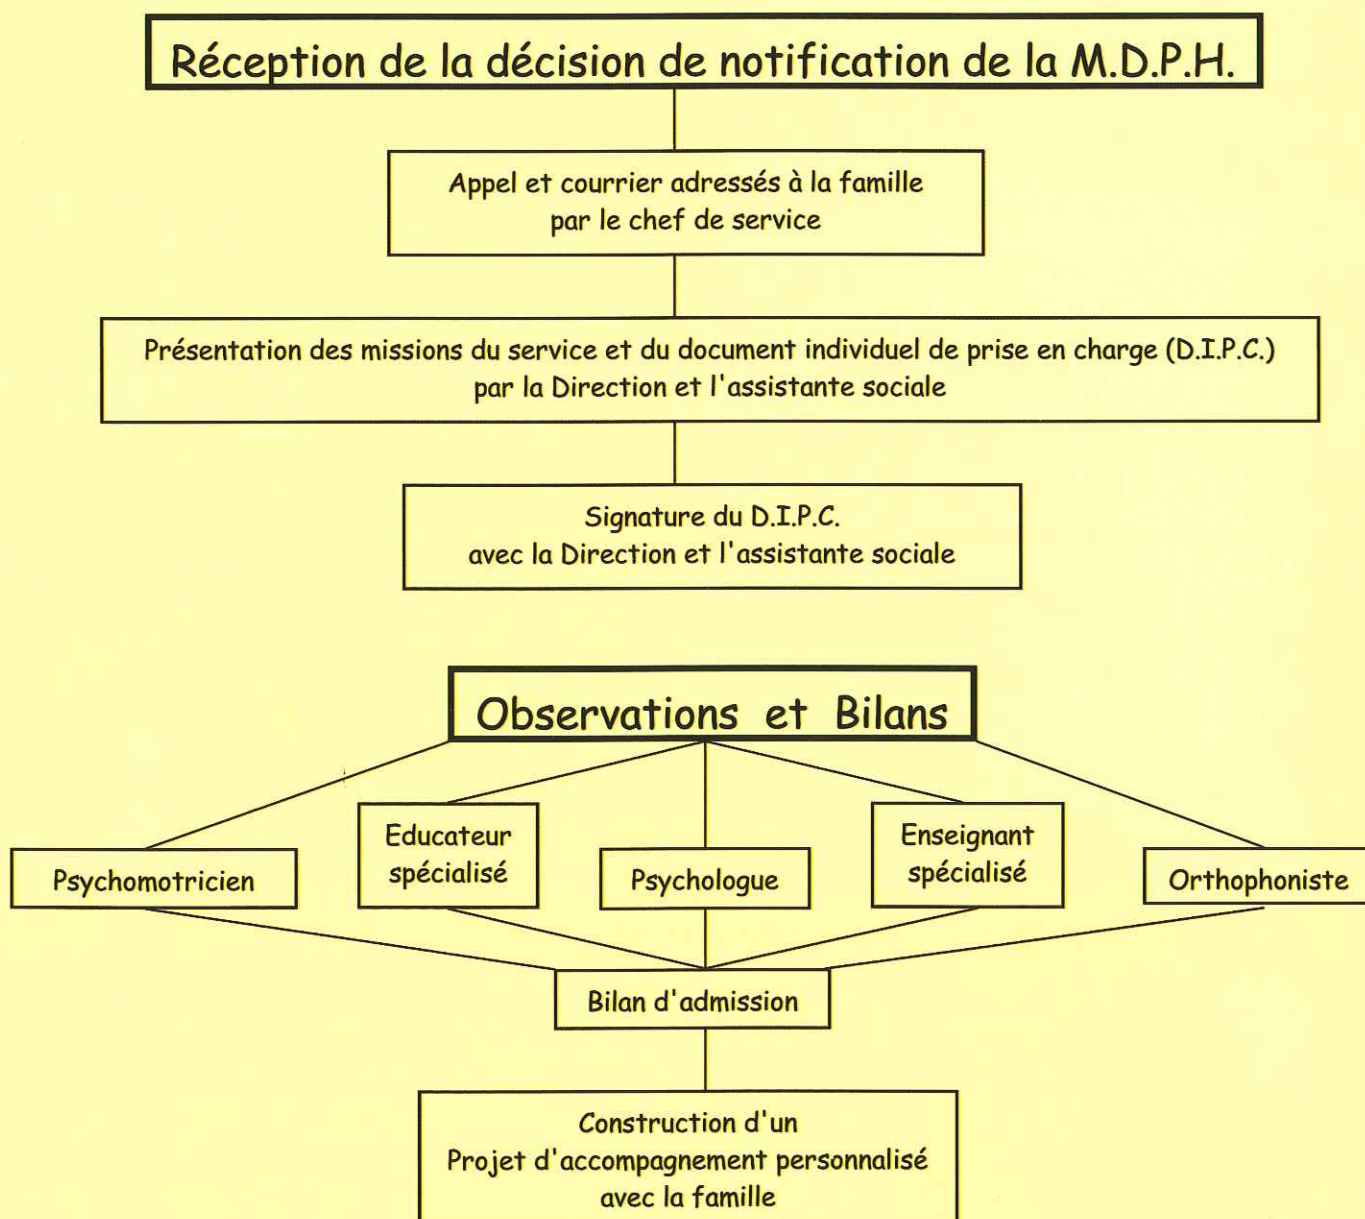 Réception de la décision de notification de la M.D.P.H.
Appel et courrier adressés à la famille
par le chef de service
Présentation des missions du service et du document individuel de prise en charge (D.I.P.C.)
par la Direction et l'assistante sociale
Signature du D.I.P.C.
avec la Direction et l'assistante sociale
Observations et Bilans
Psychomotricien
Educateur
spécialisé
Psychologue
Enseignant
spécialisé
Orthophoniste
Bilan d'admission
Construction d'un
Projet d'accompagnement personnalisé
avec la famille